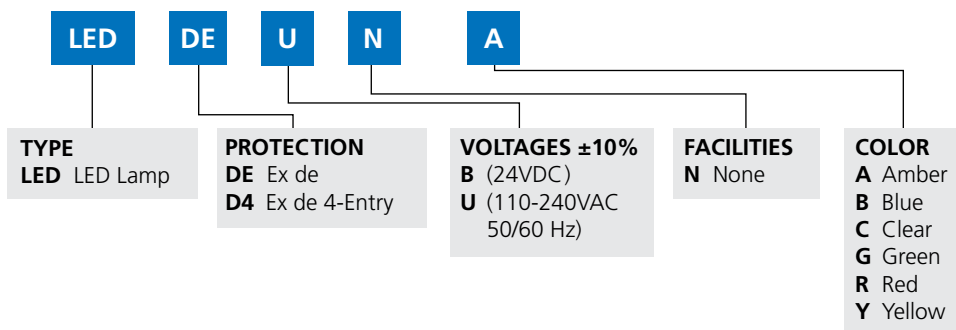 LED DE U N A
TYPE
LED LED Lamp
PROTECTION
DE Ex de
D4 Ex de 4-Entry
VOLTAGES ±10%
B (24VDC)
U (110-240VAC
50/60 Hz)
FACILITIES
N None
COLOR
A Amber
B Blue
C Clear
G Green
R Red
Y Yellow